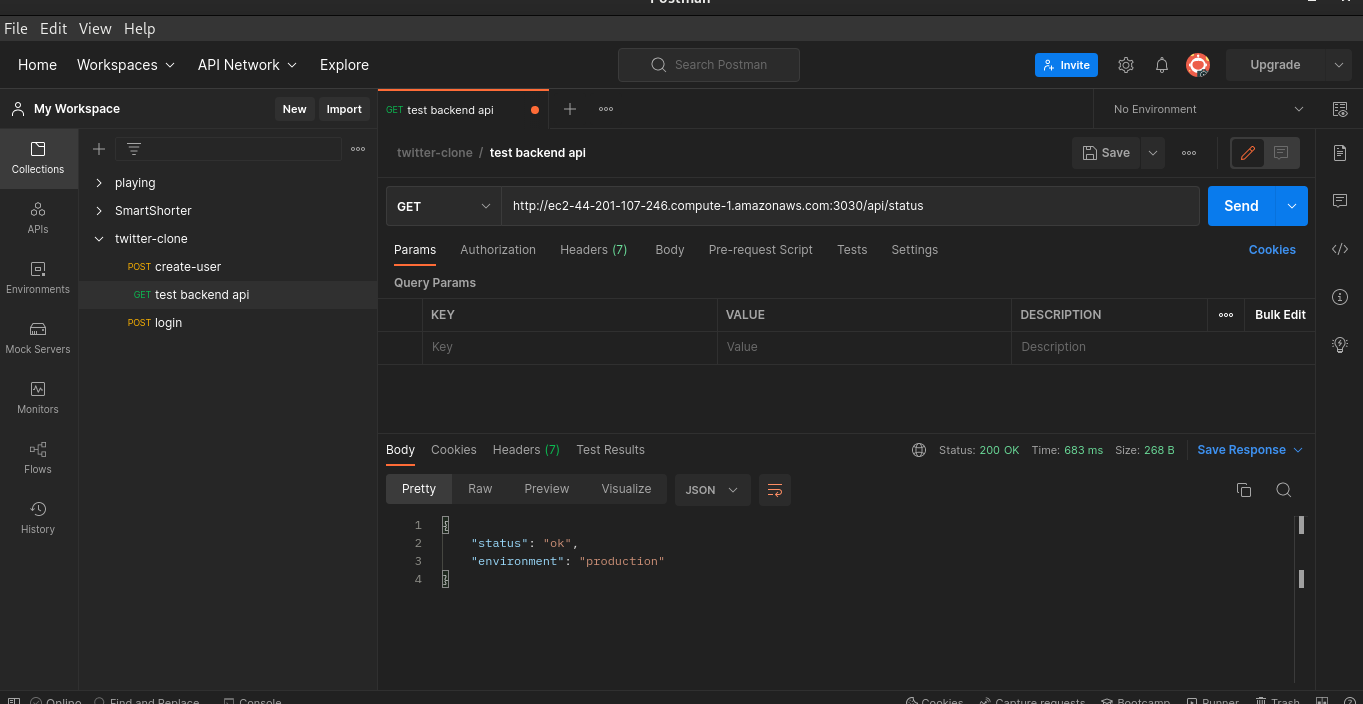 Postman
File Edit View Help
Home Workspaces API Network Explore Search Postman Invite Upgrade
My Workspace New Import GET test backend api No Environment
Collections
APIs
Environments
Mock Servers
Monitors
Flows
History
playing
SmartShorter
twitter-clone
POST create-user
GET test backend api
POST login
twitter-clone / test backend api Save
GET http://ec2-44-201-107-246.compute-1.amazonaws.com:3030/api/status Send
Params Authorization Headers (7) Body Pre-request Script Tests Settings Cookies
Query Params
KEY VALUE DESCRIPTION Bulk Edit
Key Value Description
Body Cookies Headers (7) Test Results Status: 200 OK Time: 683 ms Size: 268 B Save Response
Pretty Raw Preview Visualize JSON
1 {
2 "status": "ok",
3 "environment": "production"
4 }
Online Find and Replace Console Cookies Capture requests Bootcamp Runner Trash